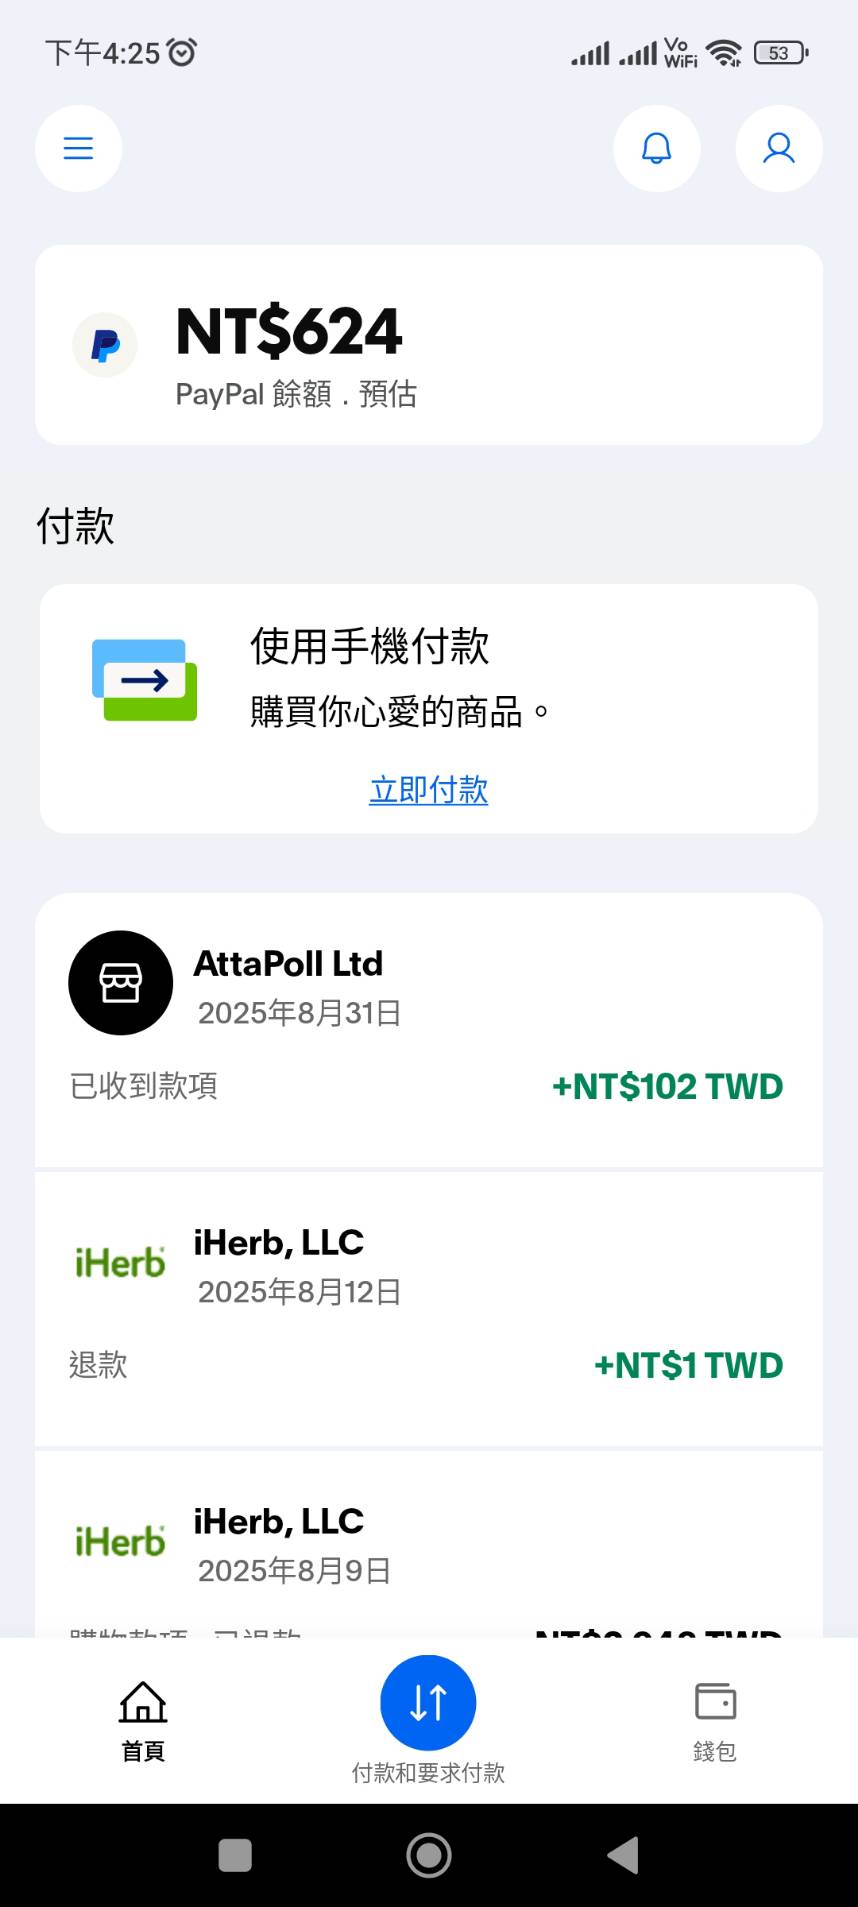 下午4:25
Vo
WiFi
53
NT$624
PayPal 餘額 . 預估
付款
使用手機付款
購買你心愛的商品。
立即付款
AttaPoll Ltd
2025年8月31日
已收到款項 +NT$102 TWD
iHerb
iHerb, LLC
2025年8月12日
退款 +NT$1 TWD
iHerb
iHerb, LLC
2025年8月9日
首頁
付款和要求付款
錢包